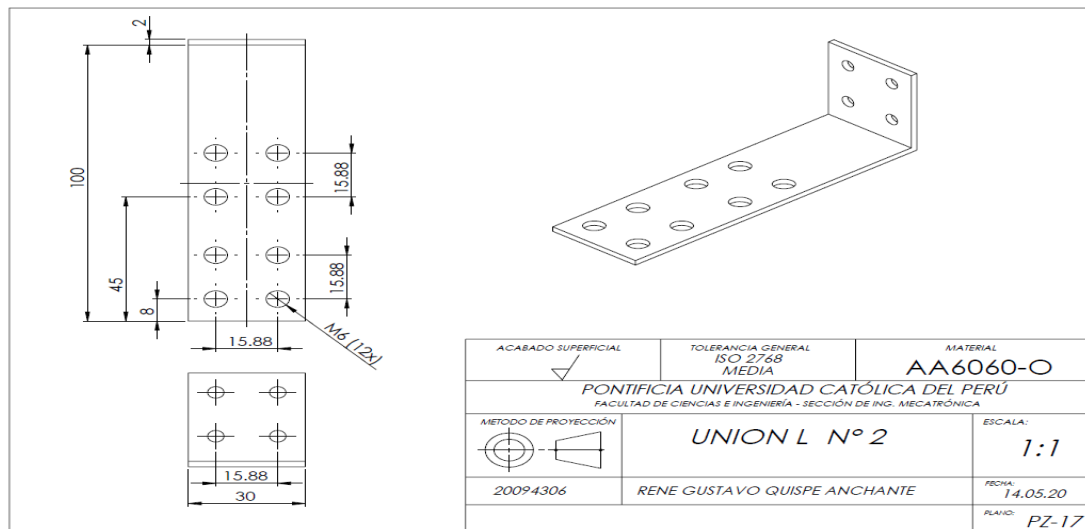 2
100
45
8
15.88
15.88
15.88
M6 (12x)
15.88
30
ACABADO SUPERFICIAL
TOLERANCIA GENERAL
ISO 2768
MEDIA
MATERIAL
AA6060-O
PONTIFICIA UNIVERSIDAD CATÓLICA DEL PERÚ
FACULTAD DE CIENCIAS E INGENIERÍA - SECCIÓN DE ING. MECATRÓNICA
METODO DE PROYECCIÓN
UNION L N° 2
ESCALA:
1:1
20094306
RENE GUSTAVO QUISPE ANCHANTE
FECHA:
14.05.20
PLANO:
PZ-17